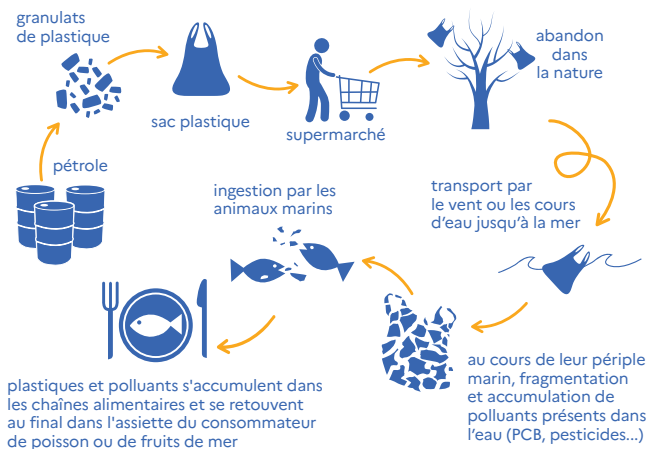 pétrole
granulats
de plastique
sac plastique
supermarché
abandon
dans
la nature
transport par
le vent ou les cours
d'eau jusqu'à la mer
au cours de leur périple
marin, fragmentation
et accumulation de
polluants présents dans
l'eau (PCB, pesticides...)
ingestion par les
animaux marins
plastiques et polluants s'accumulent dans
les chaînes alimentaires et se retouvent
au final dans l'assiette du consommateur
de poisson ou de fruits de mer